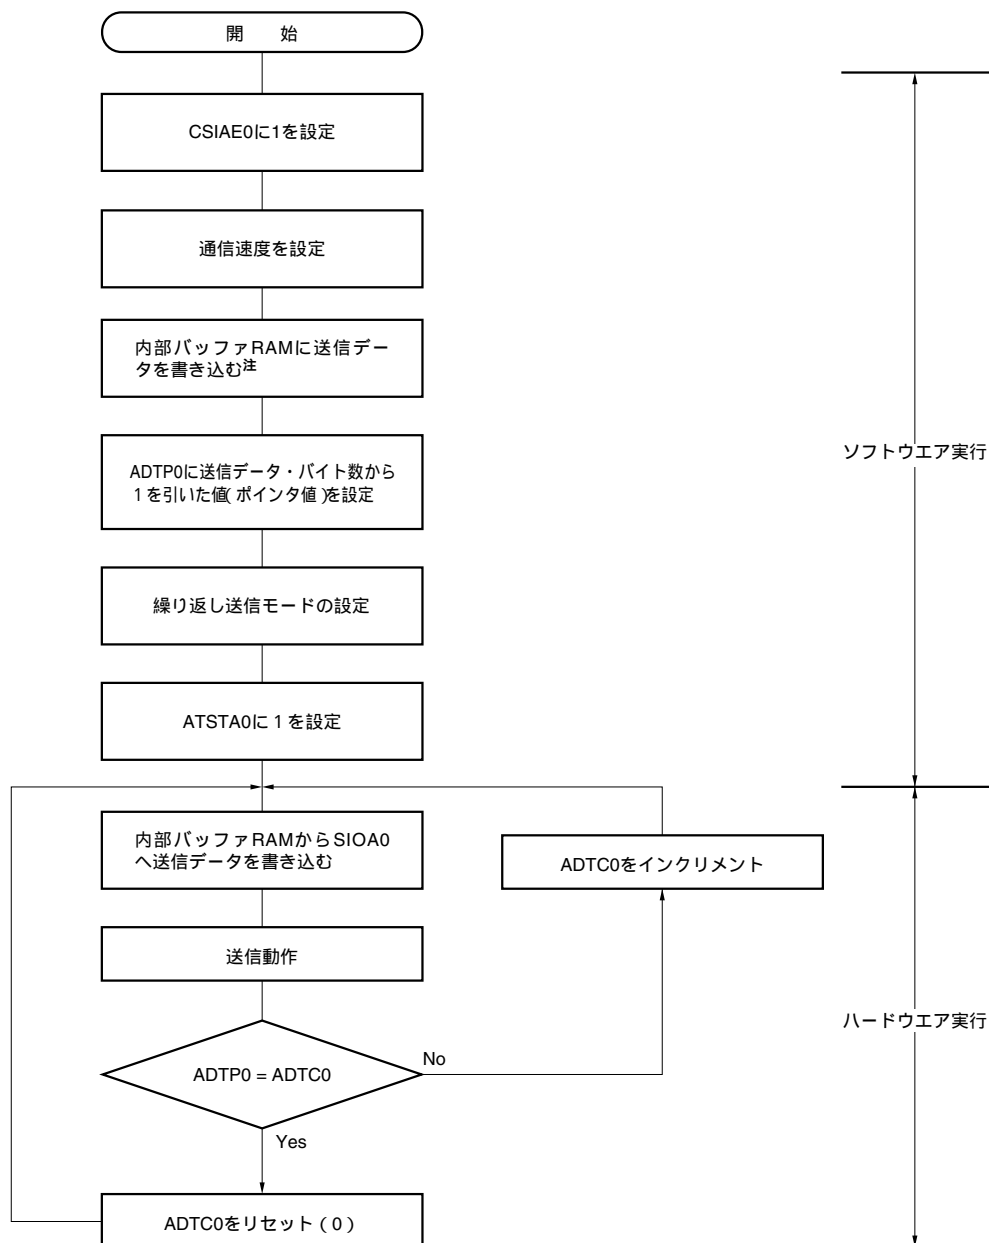 開 始
CSIAE0に1を設定
通信速度を設定
内部バッファRAMに送信デー
タを書き込む注
ADTP0に送信データ・バイト数から
1を引いた値(ポインタ値)を設定
ソフトウエア実行
繰り返し送信モードの設定
ATSTA0に1を設定
内部バッファRAMからSIOA0
へ送信データを書き込む
ADTC0をインクリメント
送信動作
ハードウエア実行
ADTP0 = ADTC0
No
Yes
ADTC0をリセット(0)